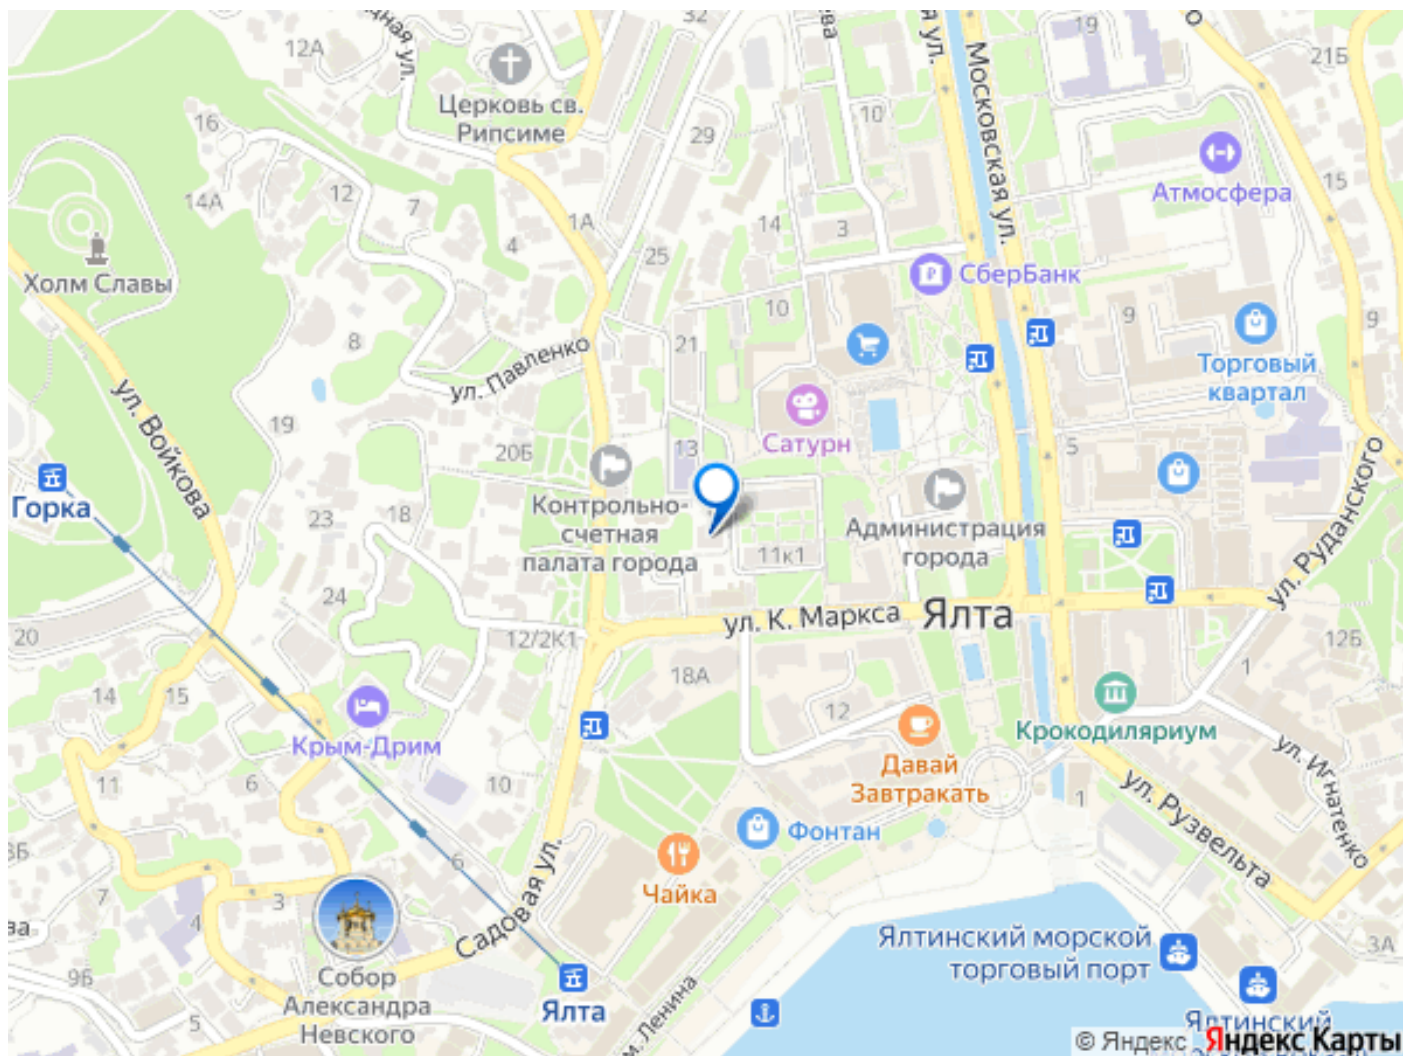 32
19
12А
21Б
Московская ул.
Церковь св.
Рипсиме
10
29
16
Атмосфера
15
12
14А
7
1А
4
14
3
25
Холм Славы
СберБанк
10
9
9
8
ул. Павленко
21
Торговый
квартал
ул. Войкова
19
20Б
13
Сатурн
5
Горка
Контрольно-
счетная
палата города
23
18
Администрация
города
11к1
ул. Руданского
24
20
12/2К1
ул. К. Маркса
Ялта
12Б
1
18А
14
15
12
Крым-Дрим
Крокодиляриум
Давай
Завтракать
ул. Игнатенко
11
6
10
1
ул. Рузвельта
Фонтан
6
Чайка
7
3
4
Садовая ул.
Ялтинский морской
торговый порт
3А
9Б
Собор
Александра
Невского
5
Ялта
м. Ленина
Ялтинский
© Яндекс
Яндекс Карты